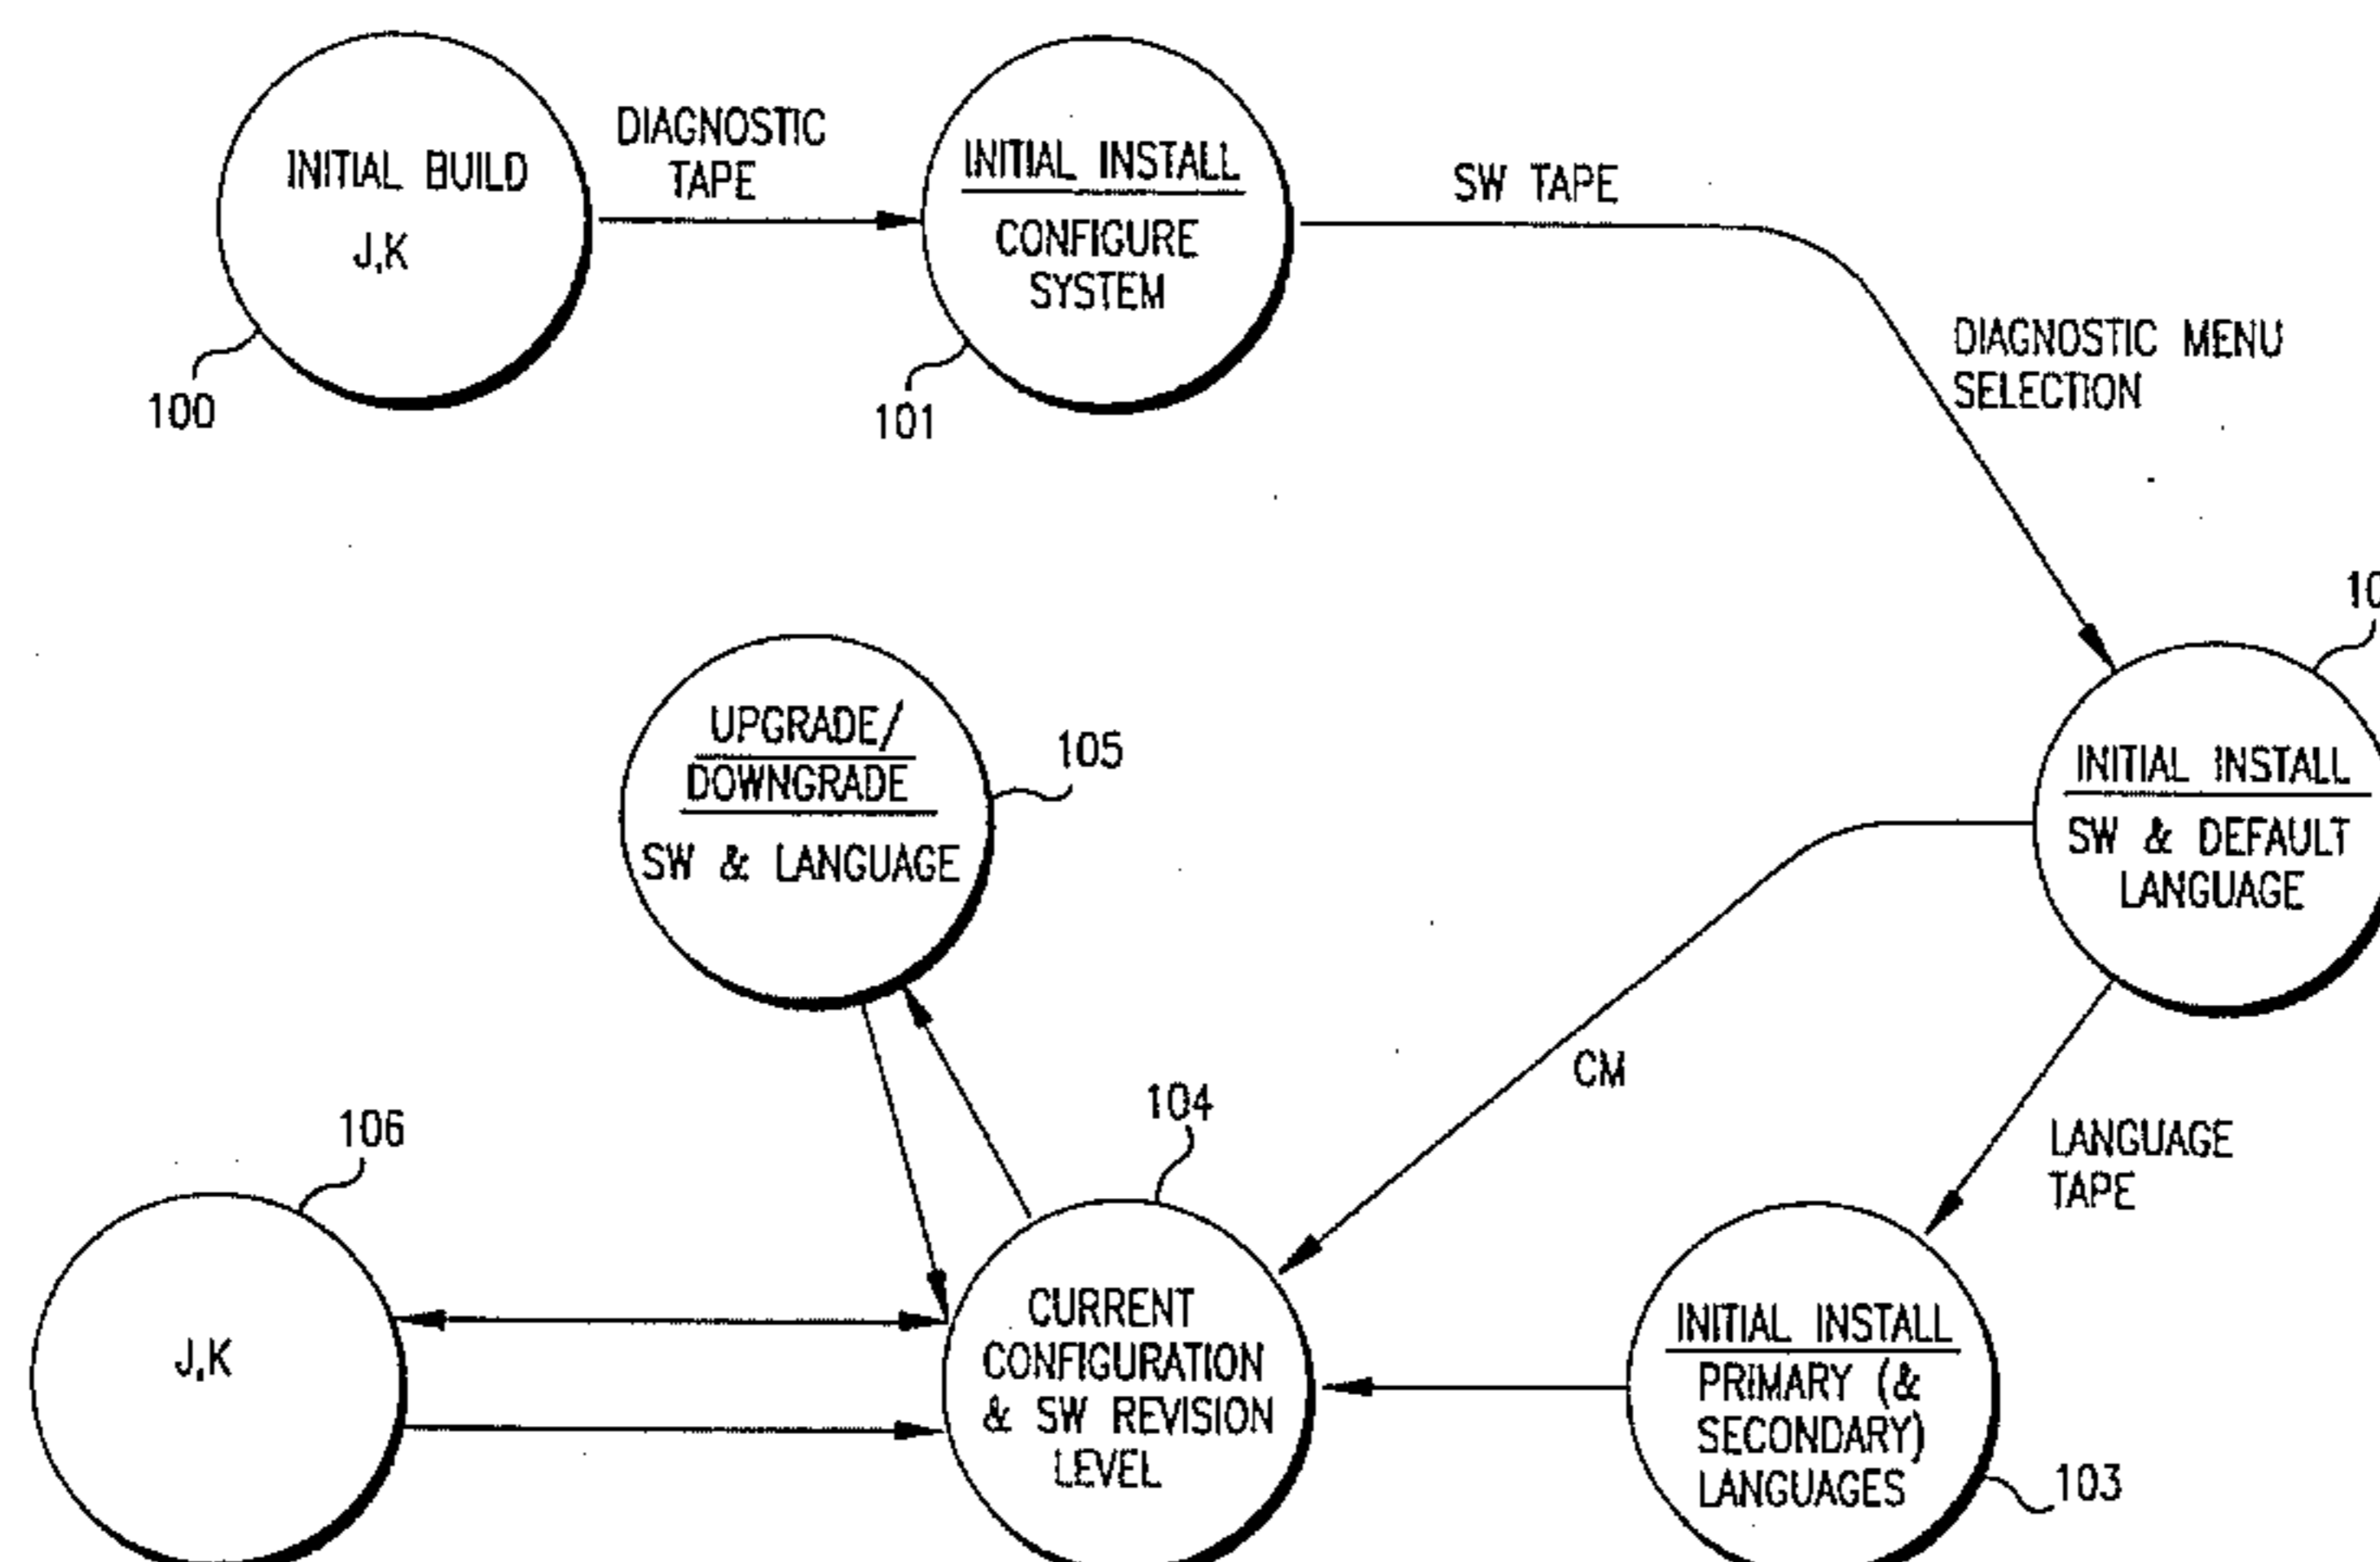 INITIAL BUILD
J,K
100
DIAGNOSTIC
TAPE
INITIAL INSTALL
CONFIGURE
SYSTEM
101
SW TAPE
DIAGNOSTIC MENU
SELECTION
INITIAL INSTALL
SW & DEFAULT
LANGUAGE
UPGRADE/
DOWNGRADE
SW & LANGUAGE
105
CM
LANGUAGE
TAPE
104
106
J,K
CURRENT
CONFIGURATION
& SW REVISION
LEVEL
INITIAL INSTALL
PRIMARY (&
SECONDARY)
LANGUAGES
103